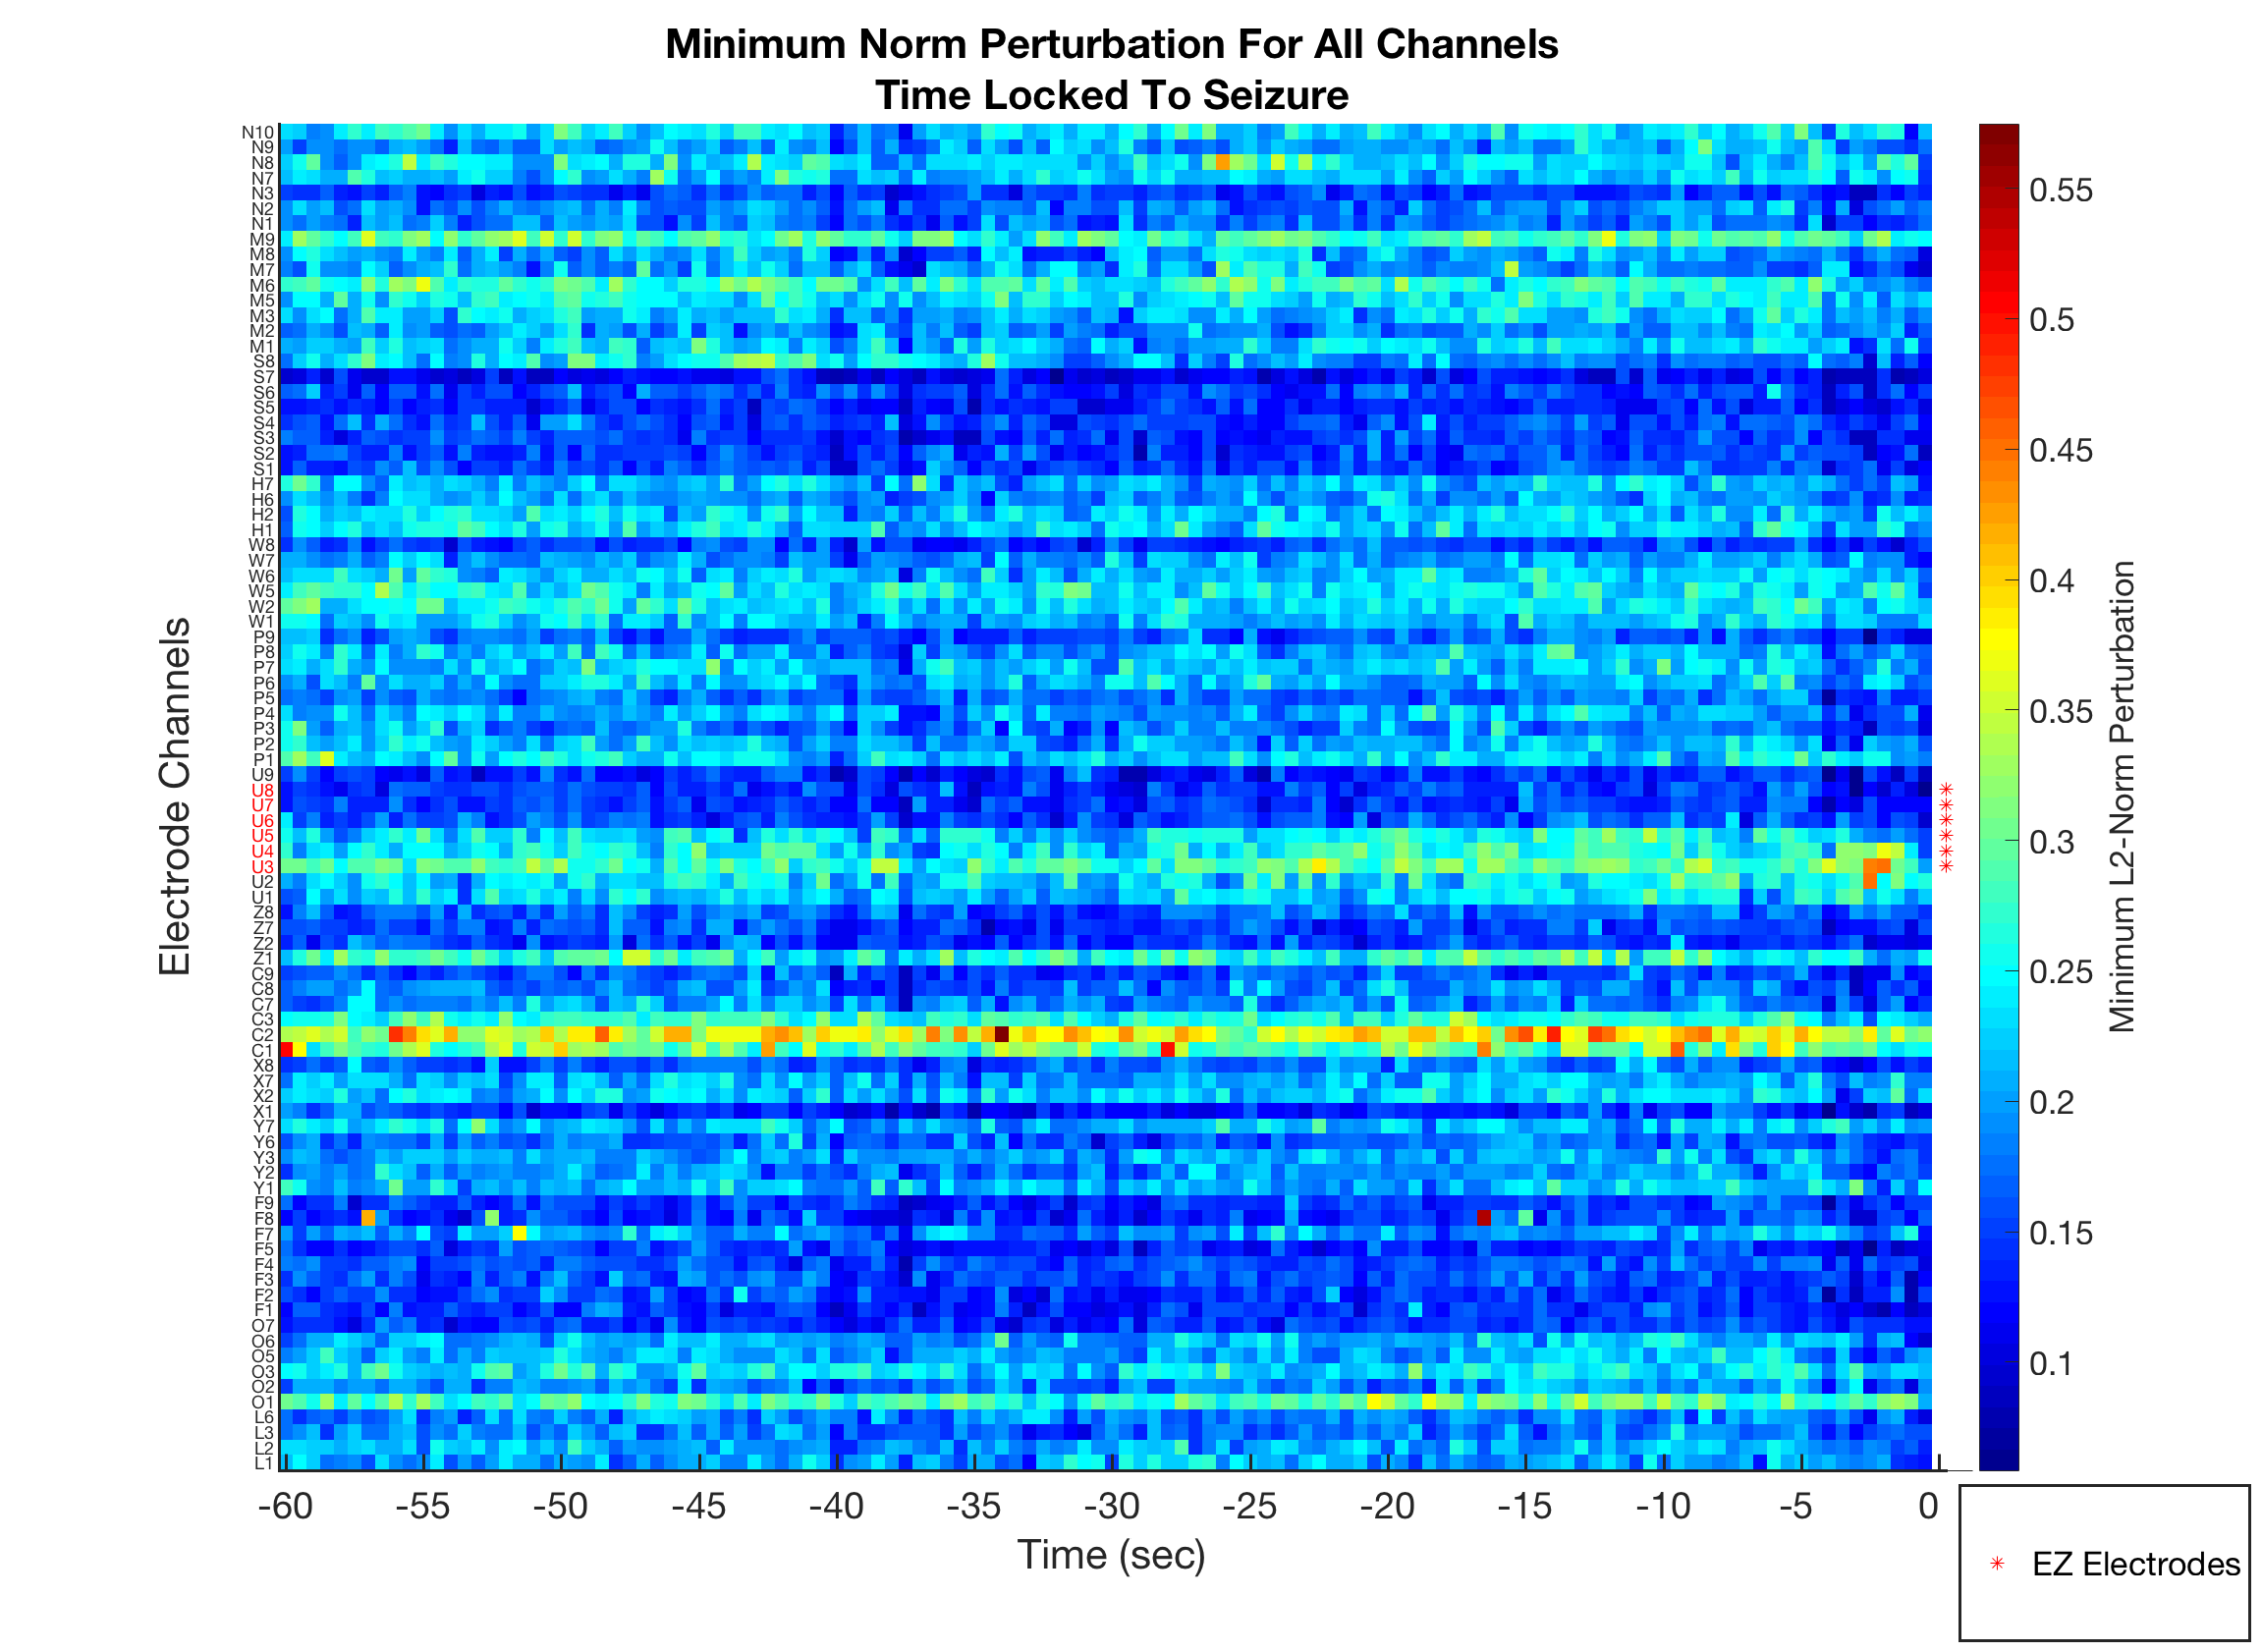 Minimum Norm Perturbation For All Channels
Time Locked To Seizure
Electrode Channels
N10
N9
N8
N7
N3
N2
N1
M9
M8
M7
M6
M5
M3
M2
M1
S8
S7
S6
S5
S4
S3
S2
S1
H7
H6
H2
H1
W8
W7
W6
W5
W2
W1
P9
P8
P7
P6
P5
P4
P3
P2
P1
U9
U8
U7
U6
U5
U4
U3
U2
U1
Z8
Z7
Z2
Z1
C9
C8
C7
C3
C2
C1
X8
X7
X2
X1
Y7
Y6
Y3
Y2
Y1
F9
F8
F7
F5
F4
F3
F2
F1
O7
O6
O5
O3
O2
O1
L6
L3
L2
L1
-60 -55 -50 -45 -40 -35 -30 -25 -20 -15 -10 -5 0
Time (sec)
0.55
0.5
0.45
0.4
0.35
0.3
0.25
0.2
0.15
0.1
Minimum L2-Norm Perturbation
EZ Electrodes